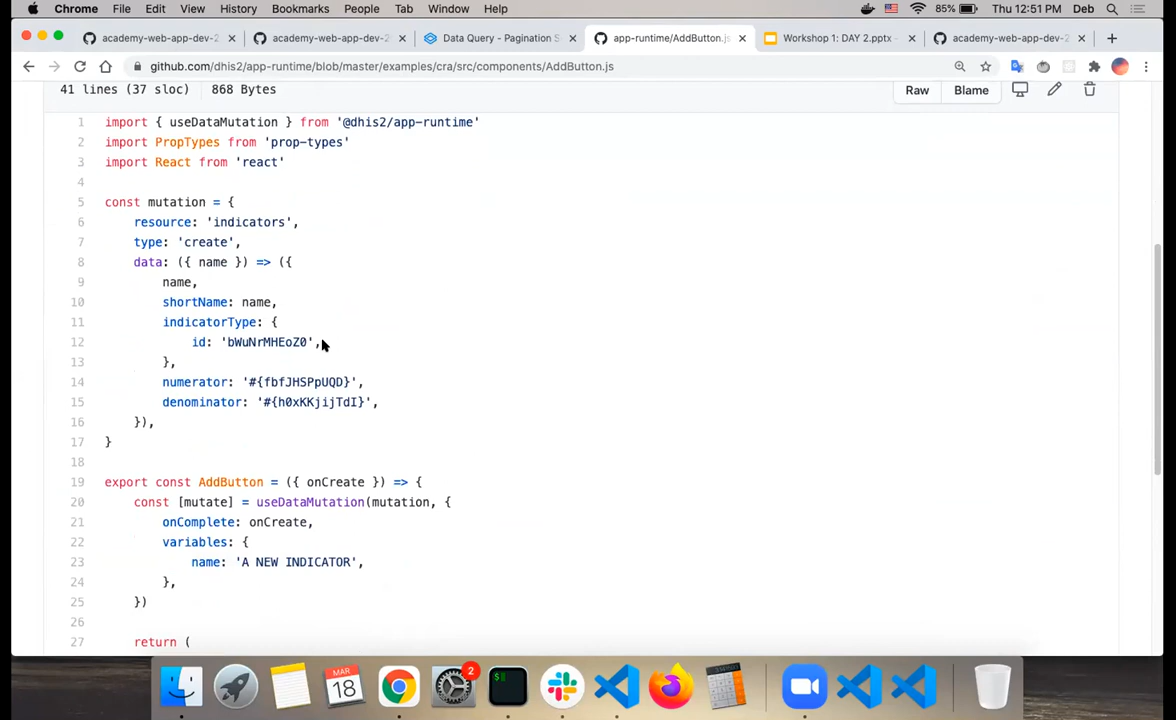 Chrome File Edit View History Bookmarks People Tab Window Help 85% Thu 12:51 PM Deb
academy-web-app-dev-2 academy-web-app-dev-2 Data Query - Pagination S app-runtime/AddButton.js Workshop 1: DAY 2.pptx academy-web-app-dev-2
github.com/dhis2/app-runtime/blob/master/examples/cra/src/components/AddButton.js
41 lines (37 sloc) 868 Bytes Raw Blame
1 import { useDataMutation } from '@dhis2/app-runtime'
2 import PropTypes from 'prop-types'
3 import React from 'react'
4
5 const mutation = {
6 resource: 'indicators',
7 type: 'create',
8 data: ({ name }) => ({
9 name,
10 shortName: name,
11 indicatorType: {
12 id: 'bWuNrMHEoZ0',
13 },
14 numerator: '#{fbfJHSPpUQD}',
15 denominator: '#{h0xKKjijTdI}',
16 }),
17 }
18
19 export const AddButton = ({ onCreate }) => {
20 const [mutate] = useDataMutation(mutation, {
21 onComplete: onCreate,
22 variables: {
23 name: 'A NEW INDICATOR',
24 },
25 })
26
27 return (
2
MAR
18
$